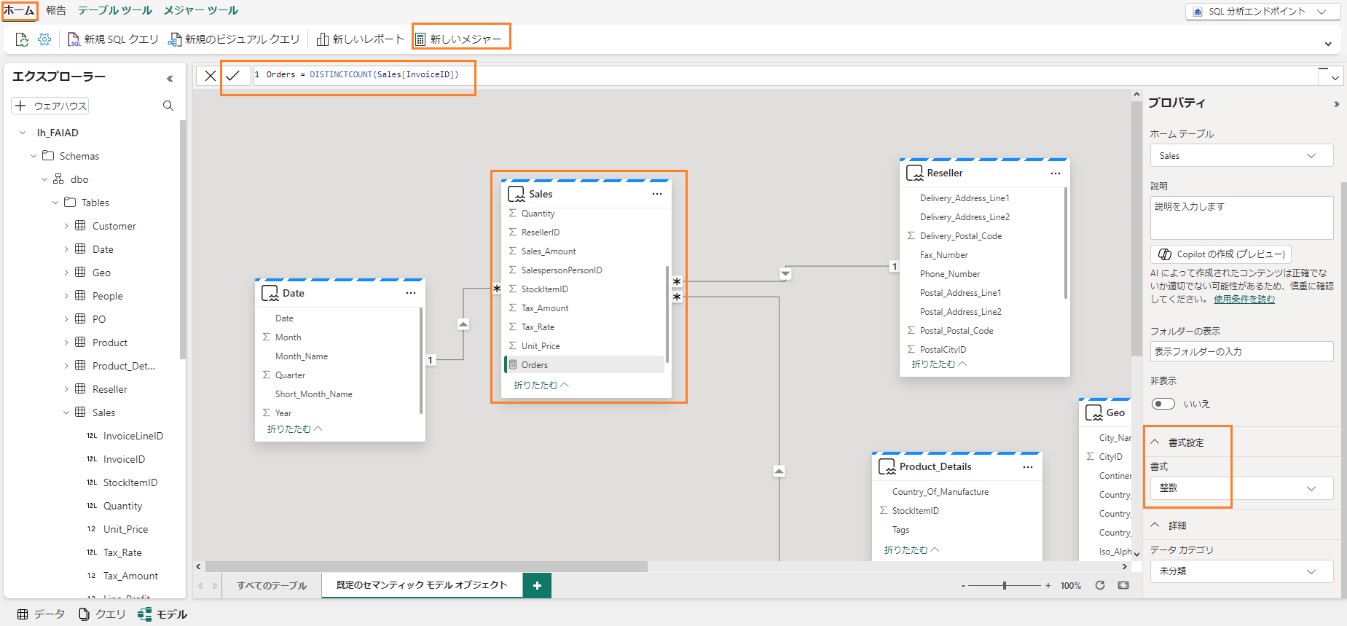 ホーム 報告 テーブル ツール メジャー ツール
SQL 分析エンドポイント
新規 SQL クエリ 新規のビジュアル クエリ 新しいレポート 新しいメジャー
エクスプローラー
ウェアハウス
lh_FAIAD
Schemas
dbo
Tables
Customer
Date
Geo
People
PO
Product
Product_Det...
Reseller
Sales
12L InvoiceLineID
12L InvoiceID
12L StockItemID
12L Quantity
1.2 Unit_Price
12L Tax_Rate
1.2 Tax_Amount
1 Orders = DISTINCTCOUNT(Sales[InvoiceID])
Date
Date
Month
Month_Name
Quarter
Short_Month_Name
Year
折りたたむ
1
Sales
Quantity
ResellerID
Sales_Amount
SalespersonPersonID
StockItemID
Tax_Amount
Tax_Rate
Unit_Price
Orders
折りたたむ
*
*
*
1
Reseller
Delivery_Address_Line1
Delivery_Address_Line2
Delivery_Postal_Code
Fax_Number
Phone_Number
Postal_Address_Line1
Postal_Address_Line2
Postal_Postal_Code
PostalCityID
折りたたむ
Product_Details
Country_Of_Manufacture
StockItemID
Tags
折りたたむ
Geo
City_Nar
CityID
Continer
Country_
Country_
Country_
Iso_Alph
プロパティ
ホーム テーブル
Sales
説明
説明を入力します
Copilot の作成 (プレビュー)
AI によって作成されたコンテンツは正確でな
いか適切でない可能性があるため、慎重に確認
してください。 使用条件を読む
フォルダーの表示
表示フォルダーの入力
非表示
いいえ
書式設定
書式
整数
詳細
データ カテゴリ
未分類
すべてのテーブル 既定のセマンティック モデル オブジェクト +
- + 100%
データ クエリ モデル